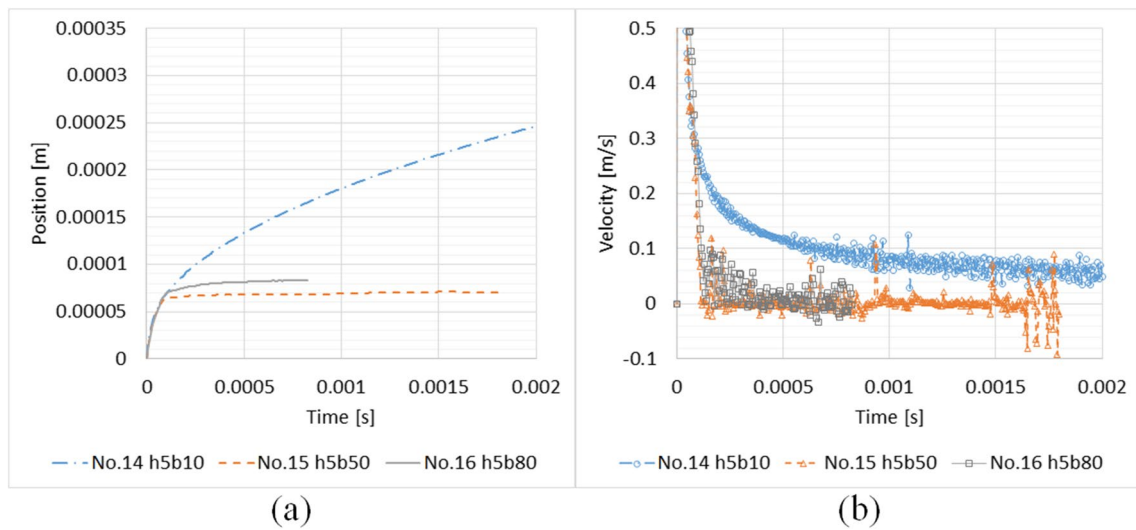 0.00035
0.0003
0.00025
0.0002
0.00015
0.0001
0.00005
0
Position [m]
0 0.0005 0.001 0.0015 0.002
Time [s]
No.14 h5b10 No.15 h5b50 No.16 h5b80
(a)
0.5
0.4
0.3
0.2
0.1
0
-0.1
Velocity [m/s]
0 0.0005 0.001 0.0015 0.002
Time [s]
No.14 h5b10 No.15 h5b50 No.16 h5b80
(b)